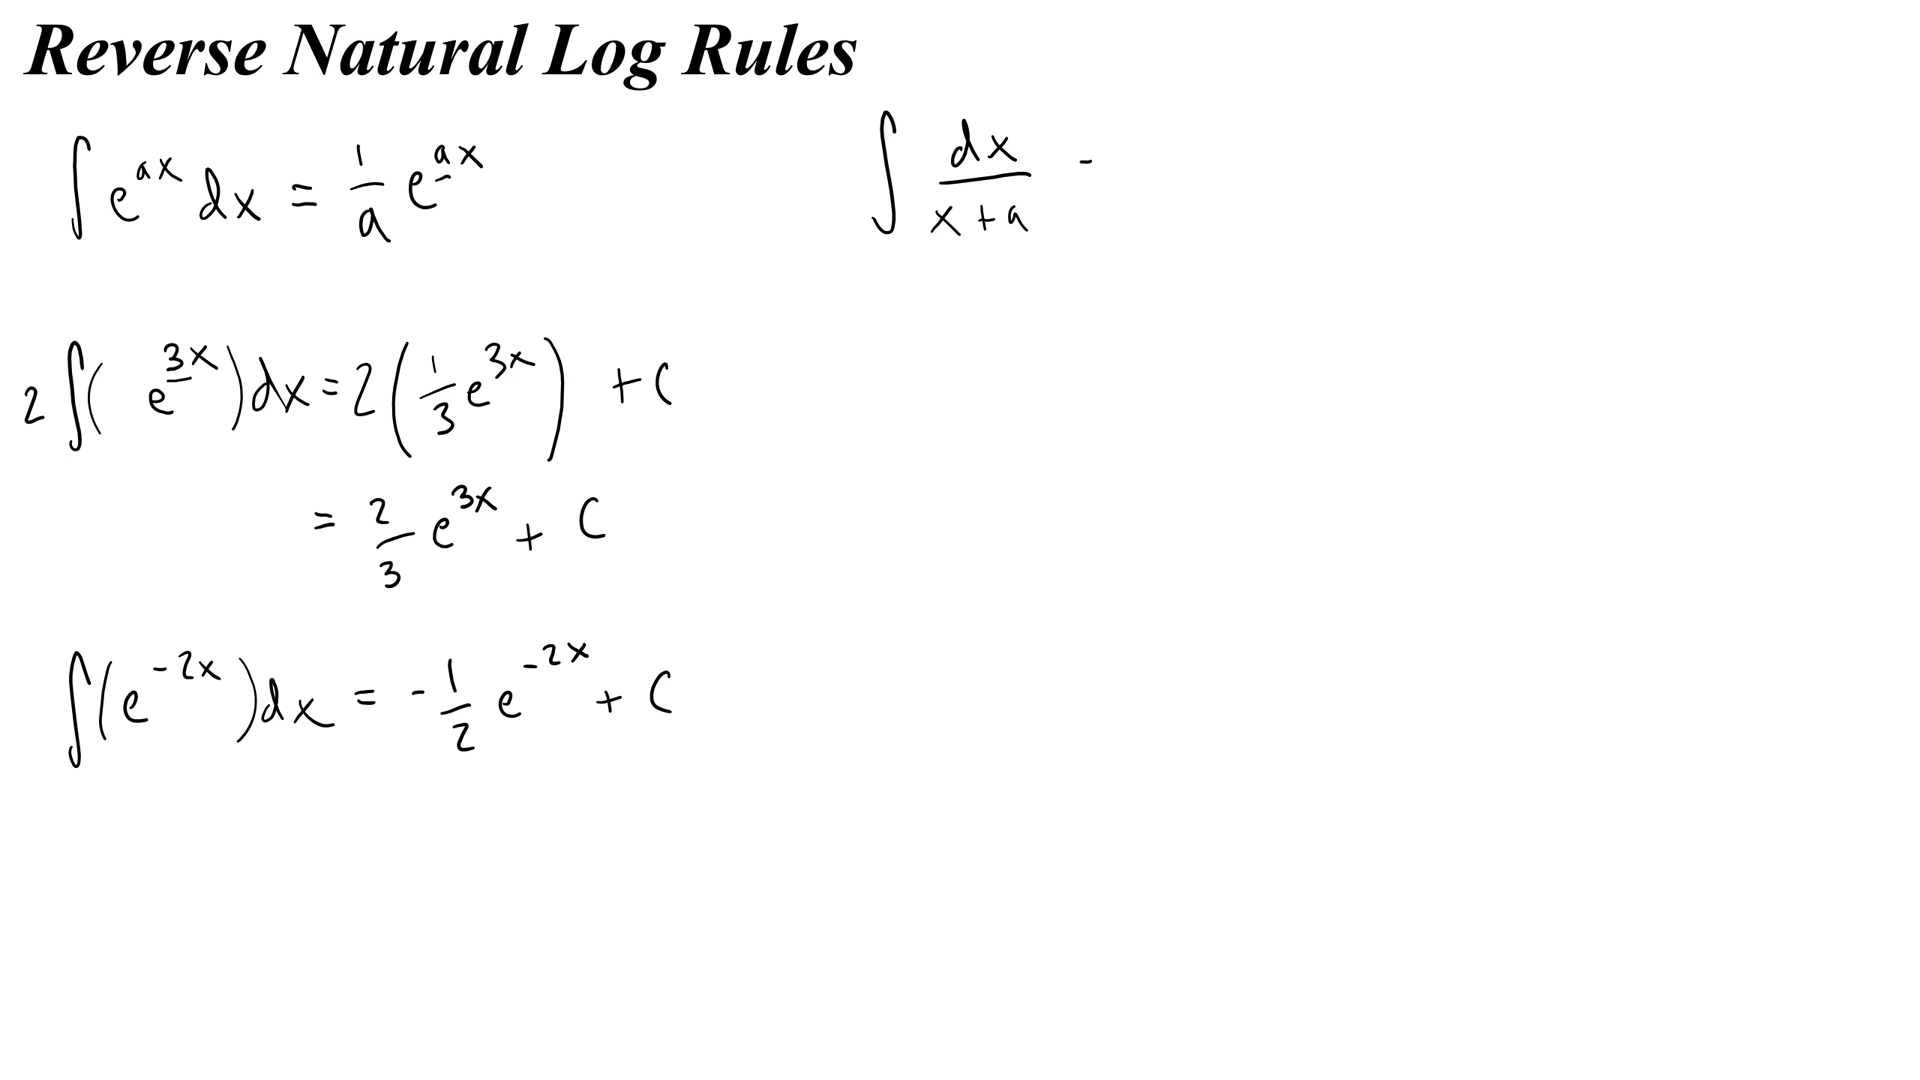 Reverse Natural Log Rules
∫ e^{ax} dx = 1/a e^{ax}
∫ dx/(x + a) -
2 ∫( e^{3x} ) dx = 2 ( 1/3 e^{3x} ) + C
= 2/3 e^{3x} + C
∫( e^{-2x} ) dx = - 1/2 e^{-2x} + C